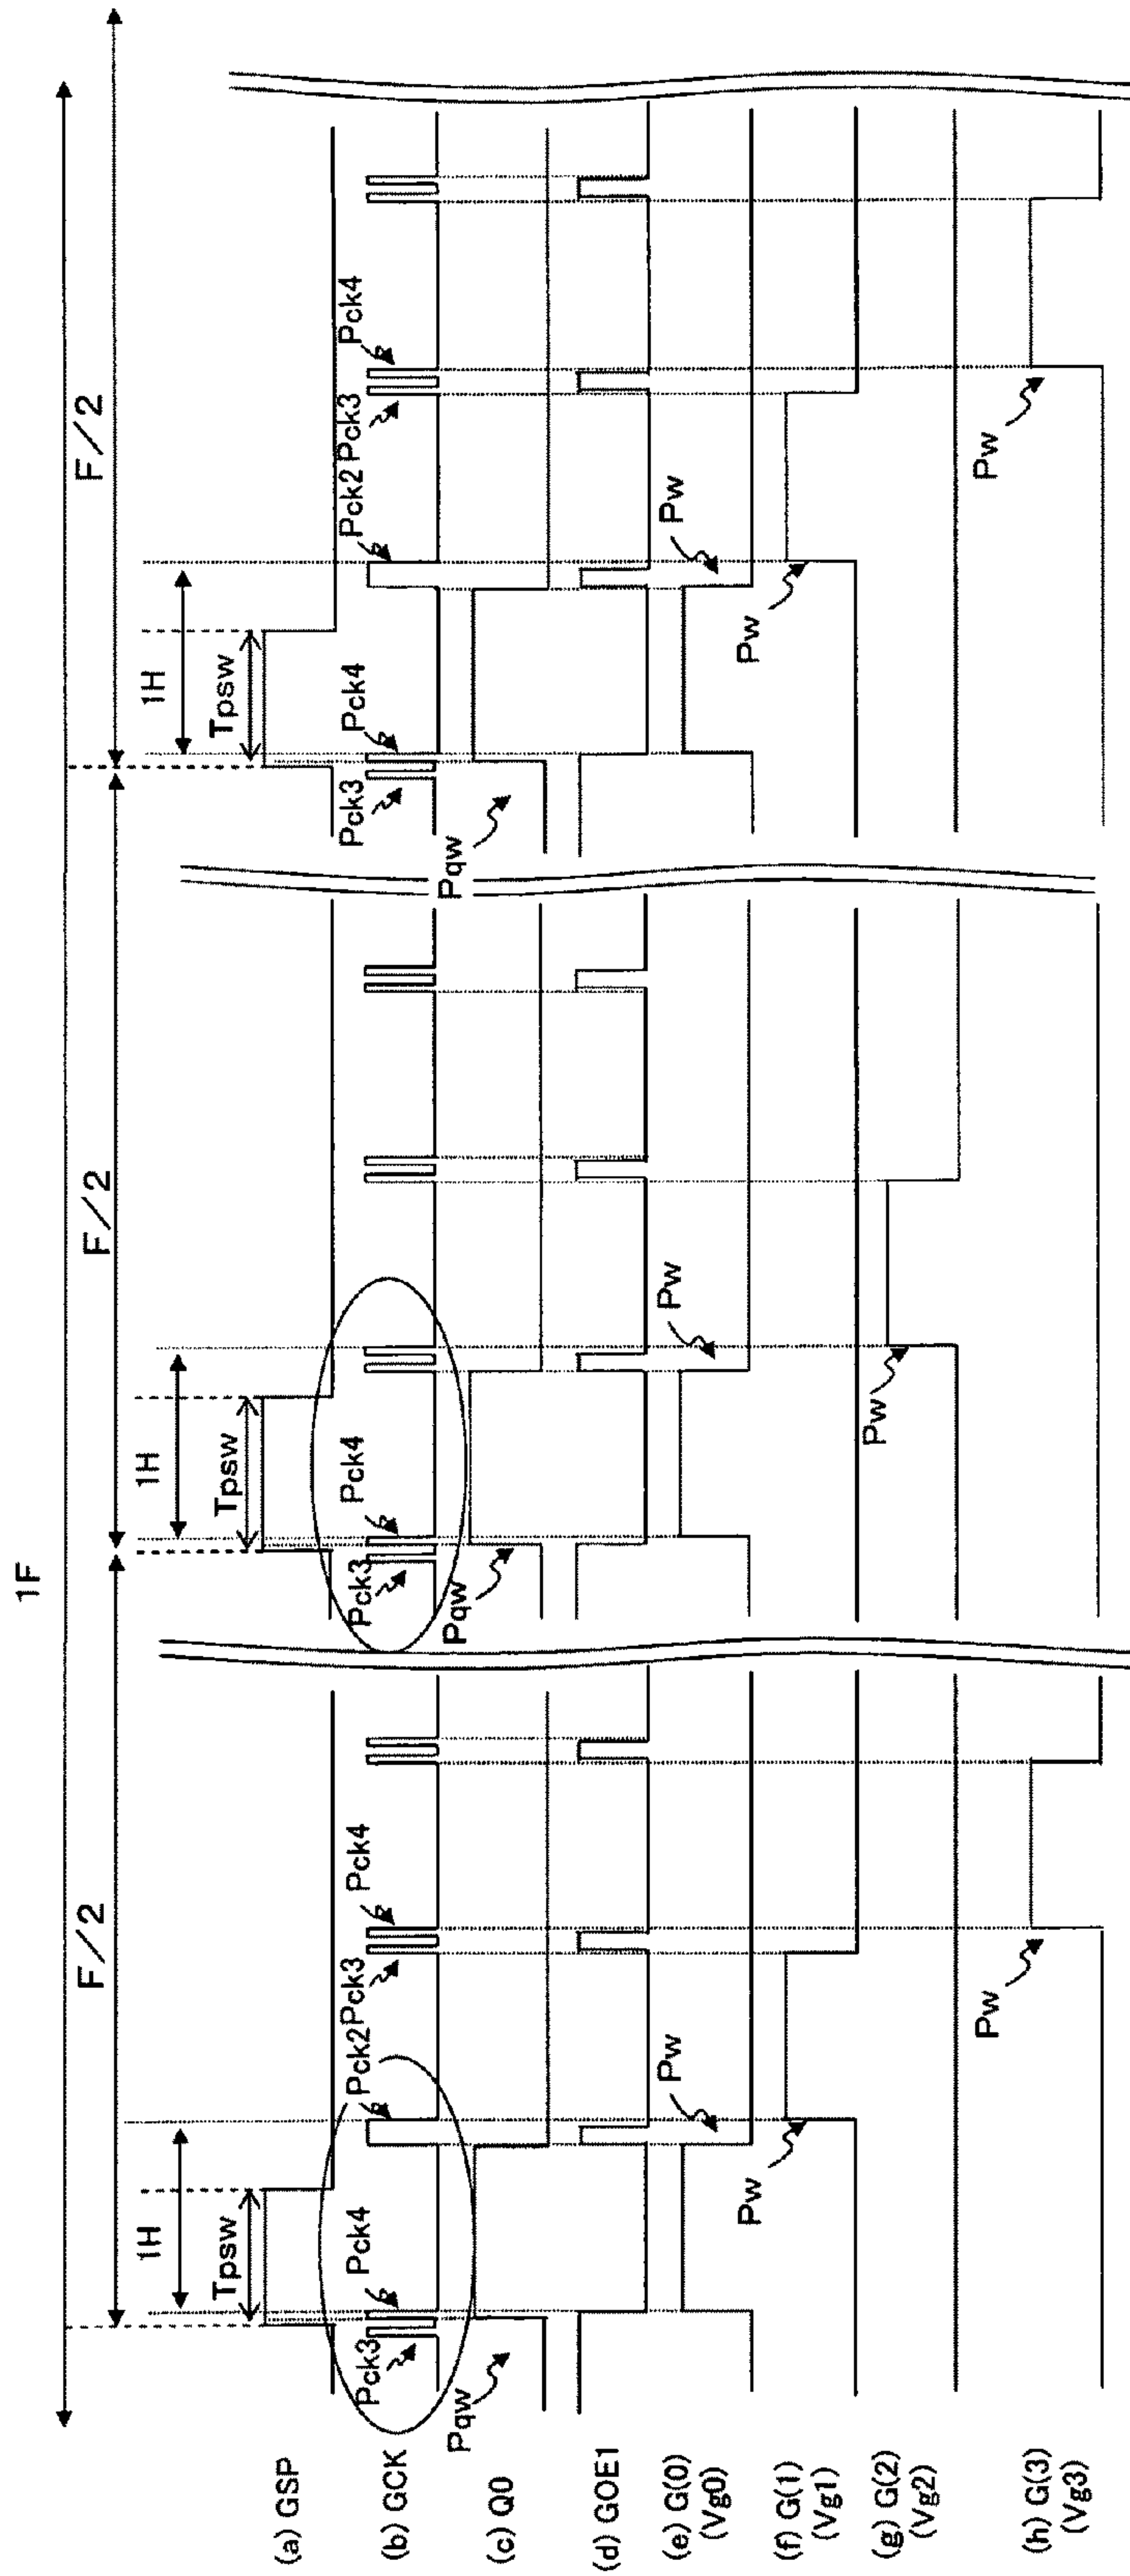 1F
F/2
F/2
F/2
1H
1H
1H
Tpsw
Tpsw
Tpsw
(a) GSP
(b) GCK
Pck3
Pck4
Pck2
Pck3
Pck4
Pck3
Pck4
Pck3
Pck4
Pck2
Pck3
Pck4
(c) Q0
Pqw
Pqw
Pqw
(d) GOE1
(e) G(0)
(Vg0)
Pw
Pw
Pw
(f) G(1)
(Vg1)
Pw
Pw
(g) G(2)
(Vg2)
Pw
(h) G(3)
(Vg3)
Pw
Pw